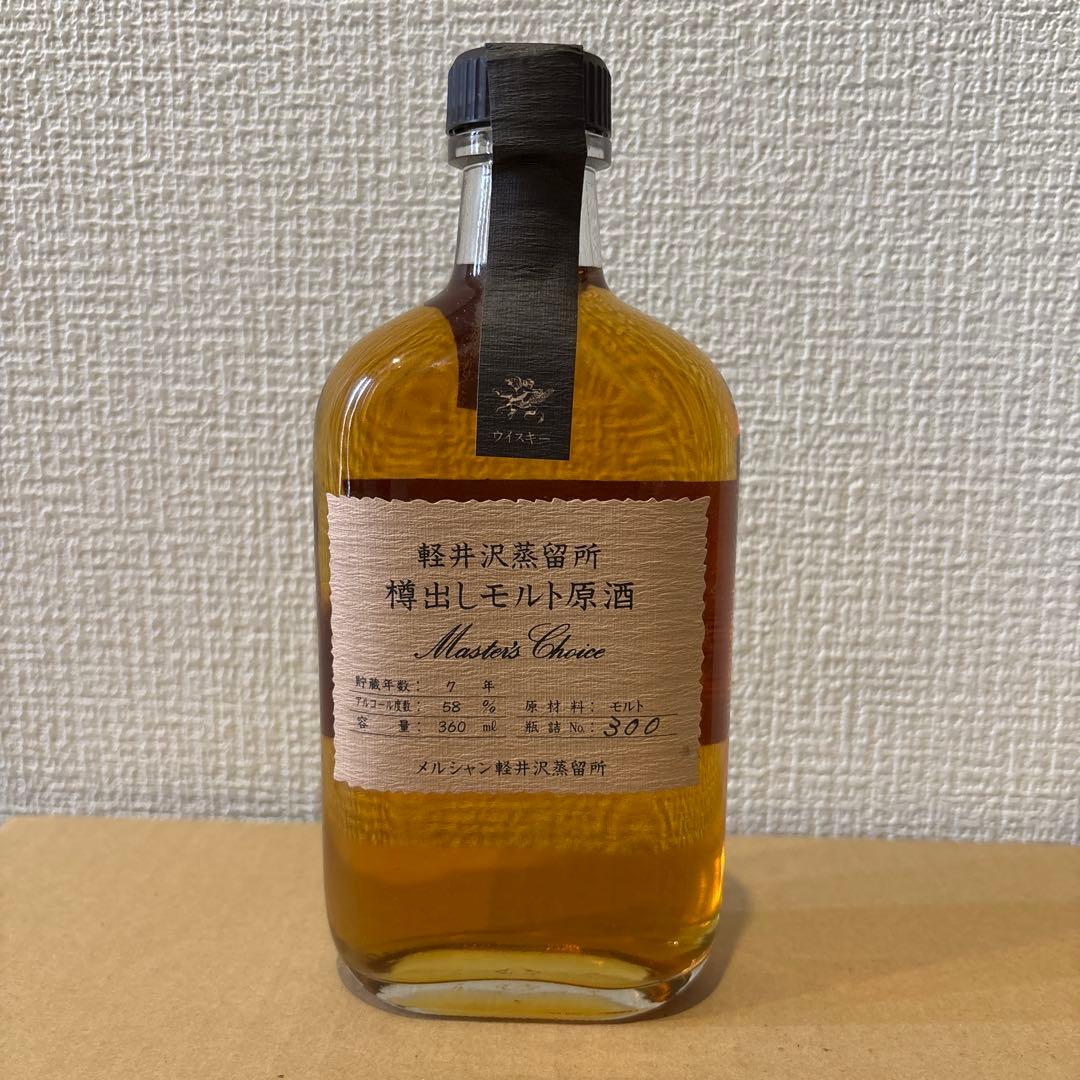 ウイスキー
軽井沢蒸留所
樽出しモルト原酒
Master's Choice
貯蔵年数: 7 年
アルコール度数: 58 % 原材料: モルト
容量: 360 ml 瓶詰No.: 300
メルシャン軽井沢蒸留所